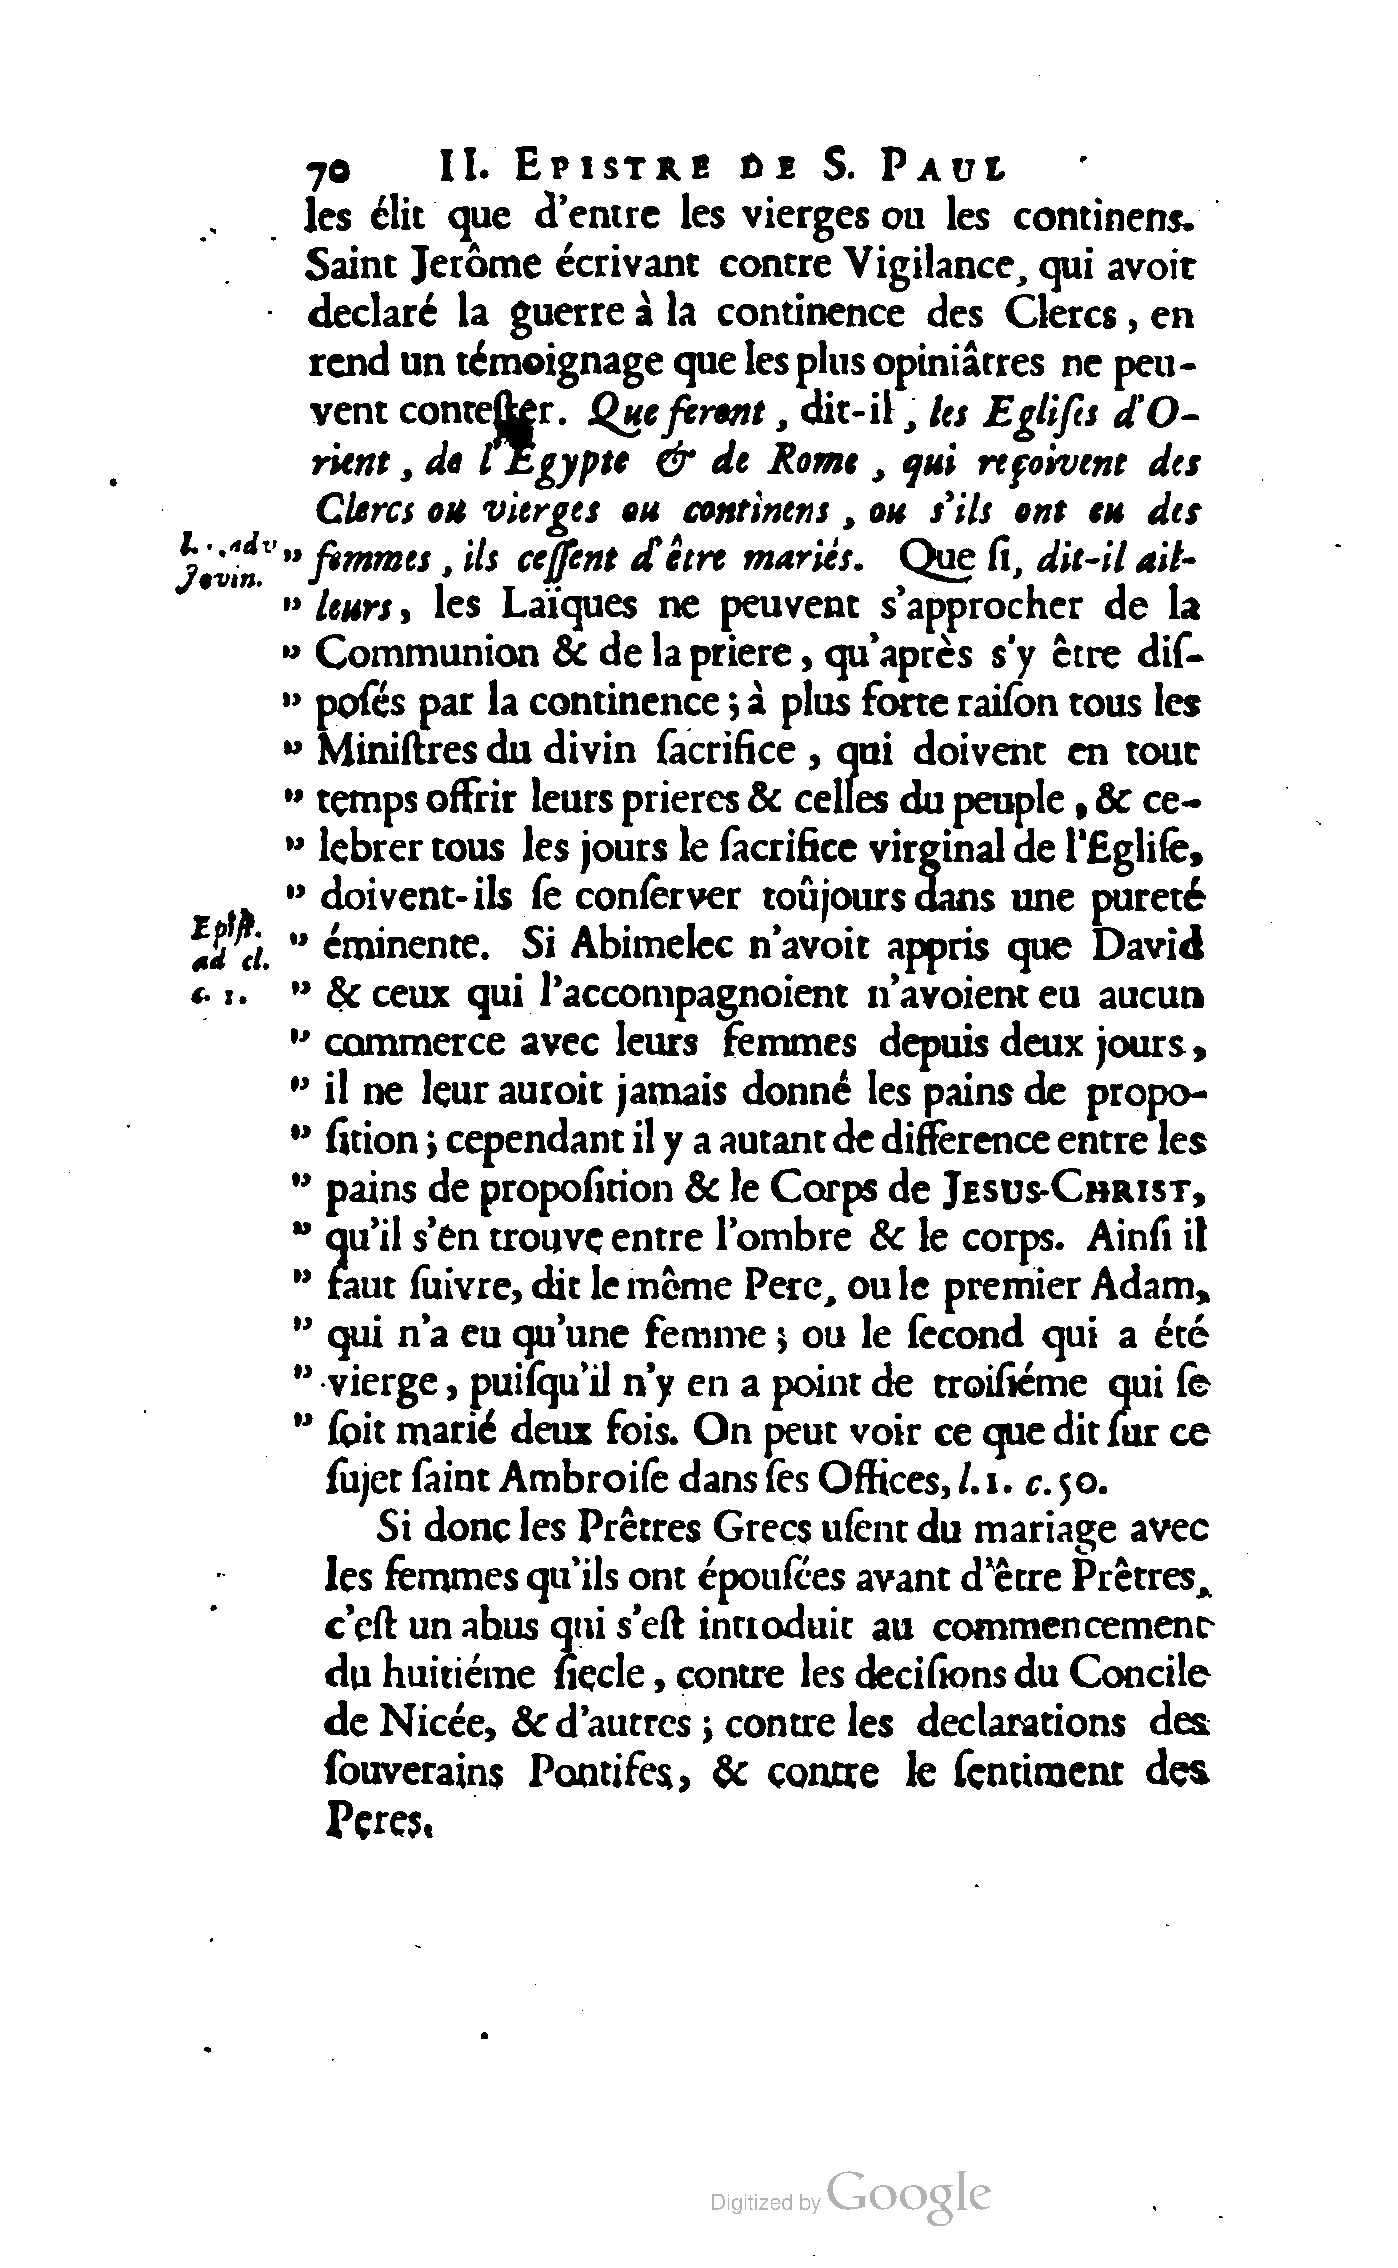 70 II. EPISTRE DE S. PAUL
les élit que d'entre les vierges ou les continens.
Saint Jerôme écrivant contre Vigilance, qui avoit
declaré la guerre à la continence des Clercs, en
rend un témoignage que les plus opiniâtres ne peu-
vent contester. Que feront, dit-il, les Egliſes d'O-
rient, de l'Egypte & de Rome, qui reçoivent des
Clercs ou vierges ou continens, ou s'ils ont eu des
L. adv
Jovin.
" femmes, ils ceſſent d'être mariés. Que ſi, dit-il ail-
" leurs, les Laïques ne peuvent s'approcher de la
" Communion & de la priere, qu'après s'y être diſ-
" poſés par la continence; à plus forte raiſon tous les
" Miniſtres du divin ſacrifice, qui doivent en tout
" temps offrir leurs prieres & celles du peuple, & ce-
" lebrer tous les jours le ſacrifice virginal de l'Egliſe,
" doivent-ils ſe conſerver toûjours dans une pureté
Epiſt.
ad cl.
c. 1.
" éminente. Si Abimelec n'avoit appris que David
" & ceux qui l'accompagnoient n'avoient eu aucun
" commerce avec leurs femmes depuis deux jours,
" il ne leur auroit jamais donné les pains de propo-
" ſition; cependant il y a autant de difference entre les
" pains de propoſition & le Corps de JESUS-CHRIST,
" qu'il s'en trouve entre l'ombre & le corps. Ainſi il
" faut ſuivre, dit le même Pere, ou le premier Adam,
" qui n'a eu qu'une femme; ou le ſecond qui a été
" vierge, puiſqu'il n'y en a point de troiſiéme qui ſe
" ſoit marié deux fois. On peut voir ce que dit ſur ce
ſujet ſaint Ambroiſe dans ſes Offices, l. 1. c. 50.
Si donc les Prêtres Grecs uſent du mariage avec
les femmes qu'ils ont épouſées avant d'être Prêtres,
c'eſt un abus qui s'eſt introduit au commencement
du huitiéme ſiecle, contre les deciſions du Concile
de Nicée, & d'autres; contre les declarations des
ſouverains Pontifes, & contre le ſentiment des
Peres.
Digitized by Google